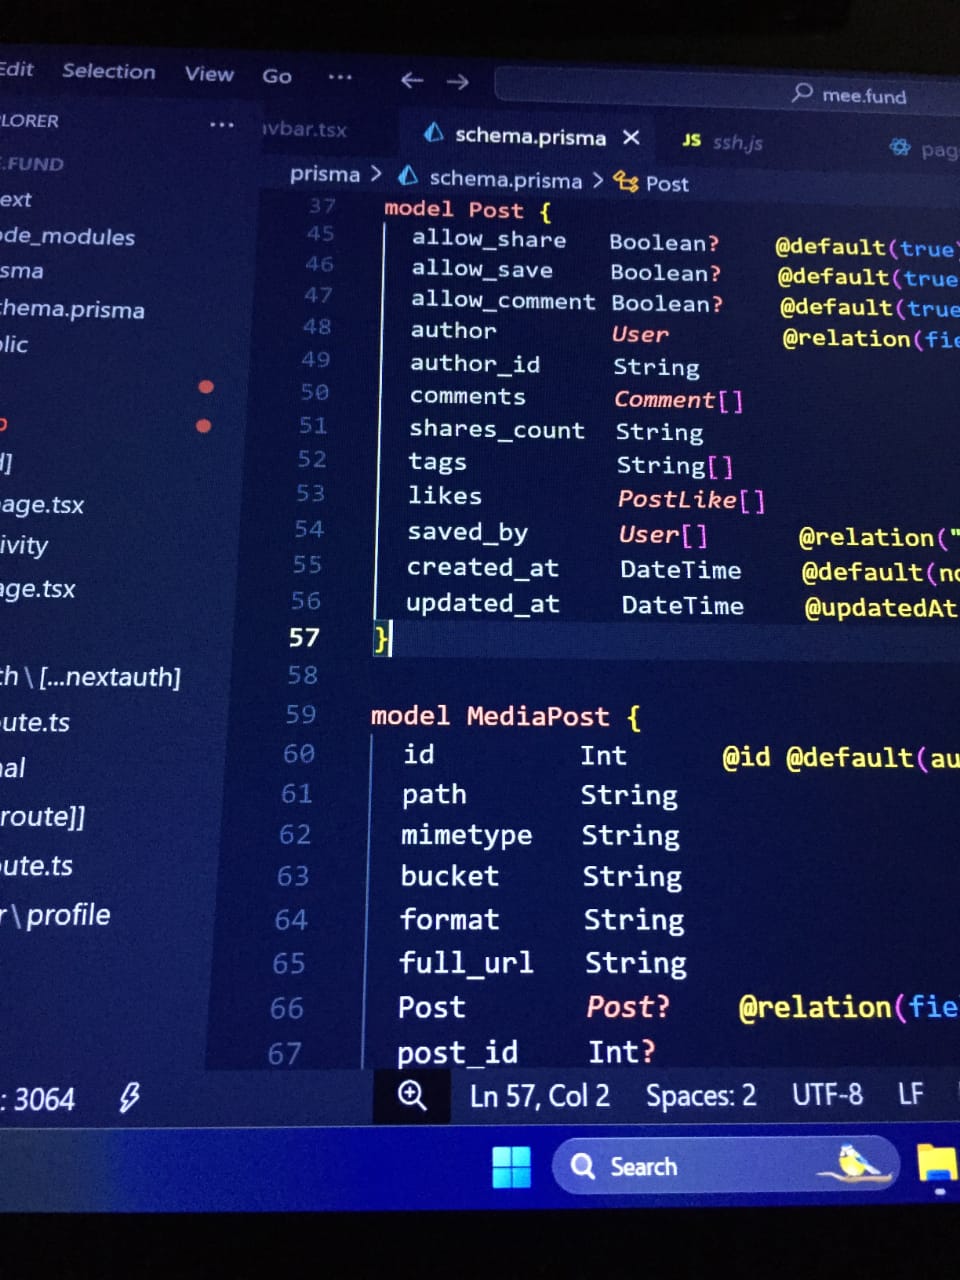 Edit Selection View Go ... ← → mee.fund
LORER ...
vbar.tsx schema.prisma × JS ssh.js pag
.FUND
prisma > schema.prisma > Post
ext
ode_modules
sma
hema.prisma
lic
d]
age.tsx
ivity
age.tsx
th \ [...nextauth]
ute.ts
al
route]]
ute.ts
r \ profile
37 model Post {
45 allow_share Boolean? @default(true)
46 allow_save Boolean? @default(true
47 allow_comment Boolean? @default(true
48 author User @relation(fie
49 author_id String
50 comments Comment[]
51 shares_count String
52 tags String[]
53 likes PostLike[]
54 saved_by User[] @relation("
55 created_at DateTime @default(no
56 updated_at DateTime @updatedAt
57 }
58
59 model MediaPost {
60 id Int @id @default(au
61 path String
62 mimetype String
63 bucket String
64 format String
65 full_url String
66 Post Post? @relation(fie
67 post_id Int?
: 3064 Ln 57, Col 2 Spaces: 2 UTF-8 LF
Search